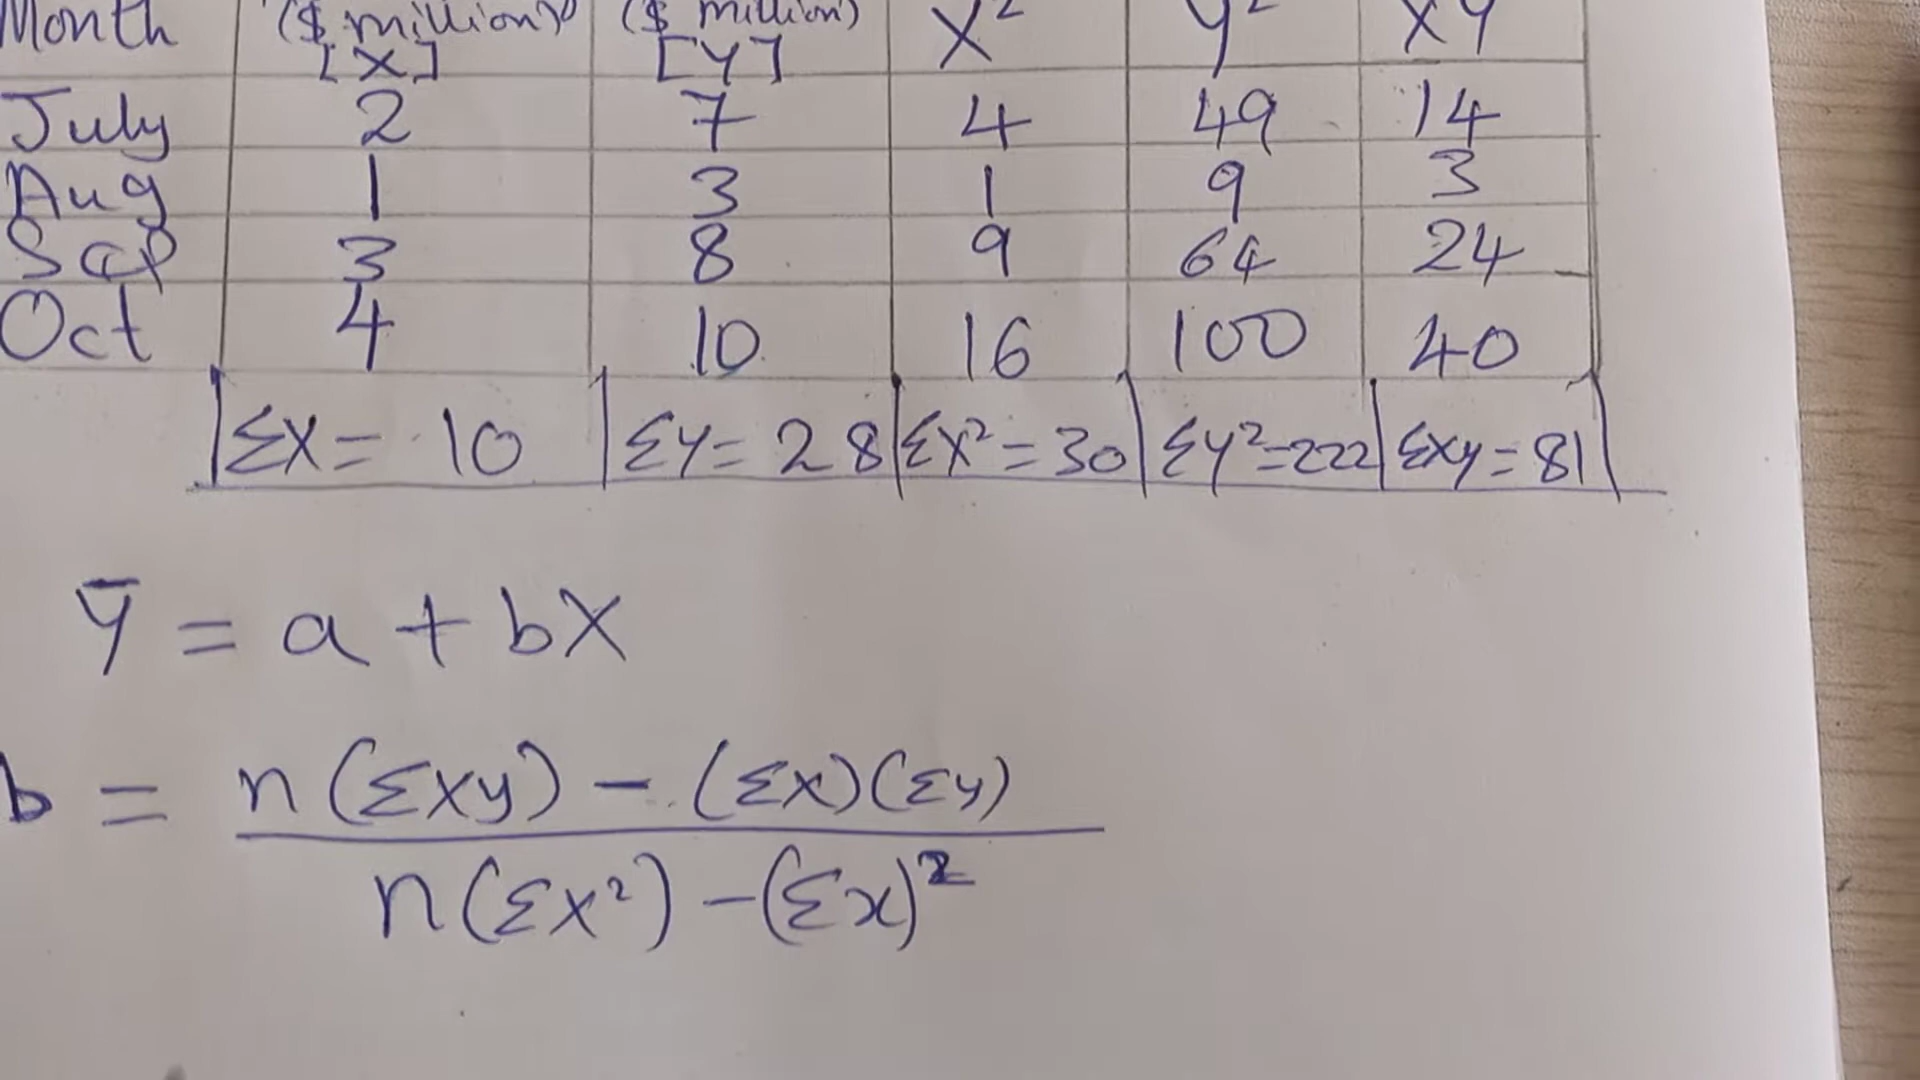 Month ($ million) ($ million) X² Y² XY
[X] [Y]
July 2 7 4 49 14
Aug 1 3 1 9 3
Sep 3 8 9 64 24
Oct 4 10 16 100 40
ΣX = 10 ΣY = 28 ΣX² = 30 ΣY² = 222 ΣXY = 81
Ȳ = a + bX
b = n(ΣXY) - (ΣX)(ΣY)
n(ΣX²) - (Σx)²